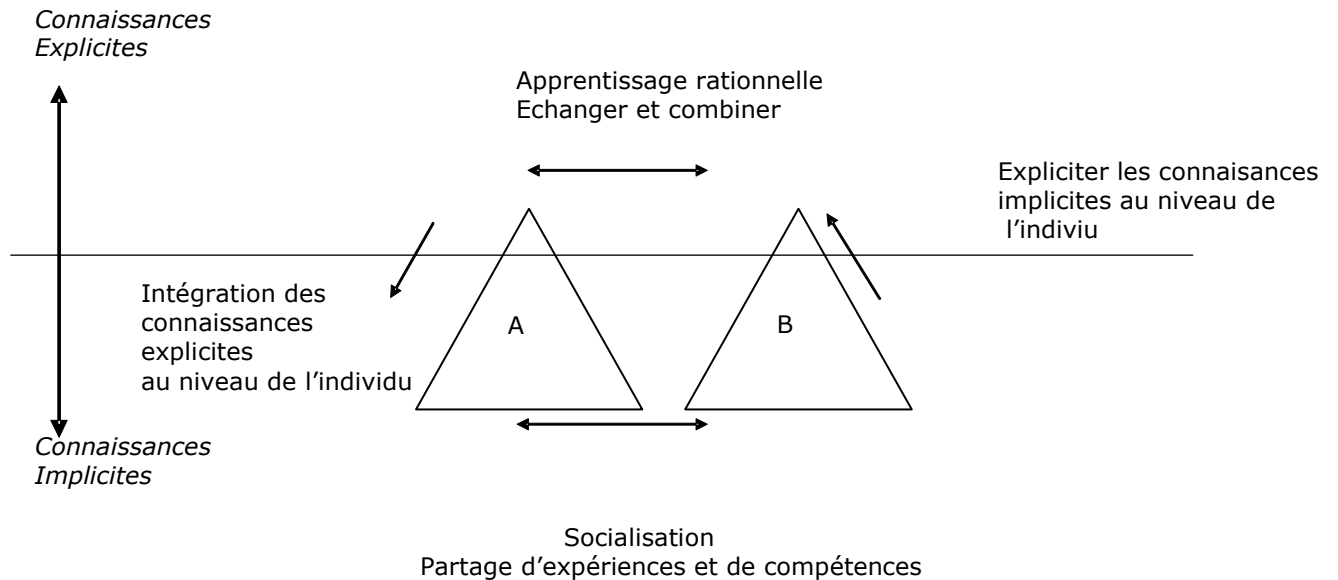 Connaissances
Explicites
Apprentissage rationnelle
Echanger et combiner
Expliciter les connaisances
implicites au niveau de
l’indiviu
Intégration des
connaissances
explicites
au niveau de l’individu
A
B
Connaissances
Implicites
Socialisation
Partage d’expériences et de compétences